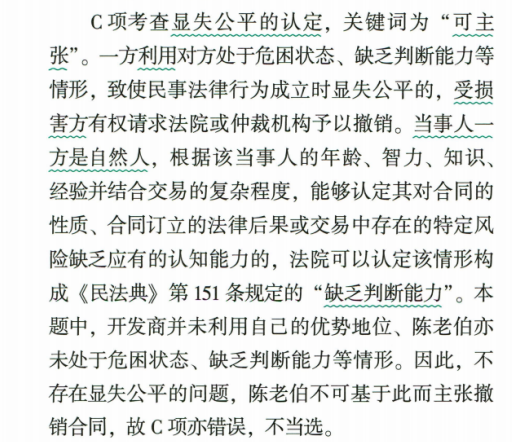 C 项考查显失公平的认定，关键词为“可主
张”。一方利用对方处于危困状态、缺乏判断能力等
情形，致使民事法律行为成立时显失公平的，受损
害方有权请求法院或仲裁机构予以撤销。当事人一
方是自然人，根据该当事人的年龄、智力、知识、
经验并结合交易的复杂程度，能够认定其对合同的
性质、合同订立的法律后果或交易中存在的特定风
险缺乏应有的认知能力的，法院可以认定该情形构
成《民法典》第 151 条规定的“缺乏判断能力”。本
题中，开发商并未利用自己的优势地位、陈老伯亦
未处于危困状态、缺乏判断能力等情形。因此，不
存在显失公平的问题，陈老伯不可基于此而主张撤
销合同，故 C 项亦错误，不当选。